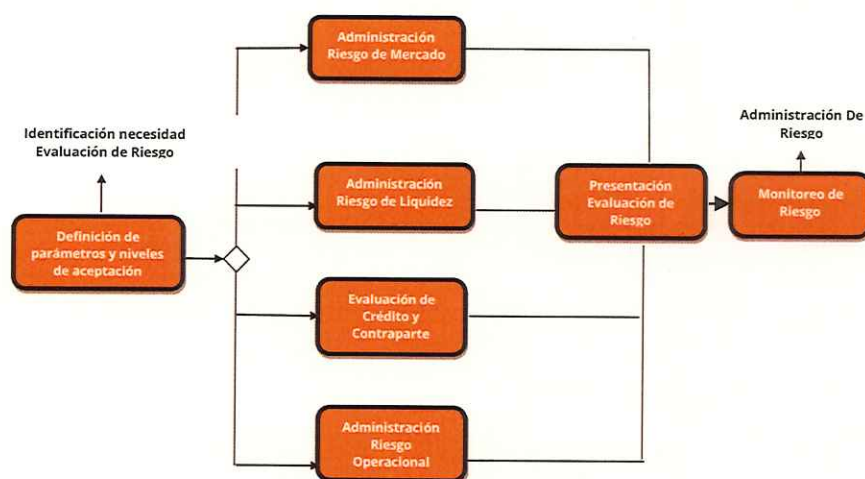 Administración
Riesgo de Mercado
Identificación necesidad
Evaluación de Riesgo
Administración De
Riesgo
Definición de
parámetros y niveles
de aceptación
Administración
Riesgo de Liquidez
Presentación
Evaluación de
Riesgo
Monitoreo de
Riesgo
Evaluación de
Crédito y
Contraparte
Administración
Riesgo
Operacional